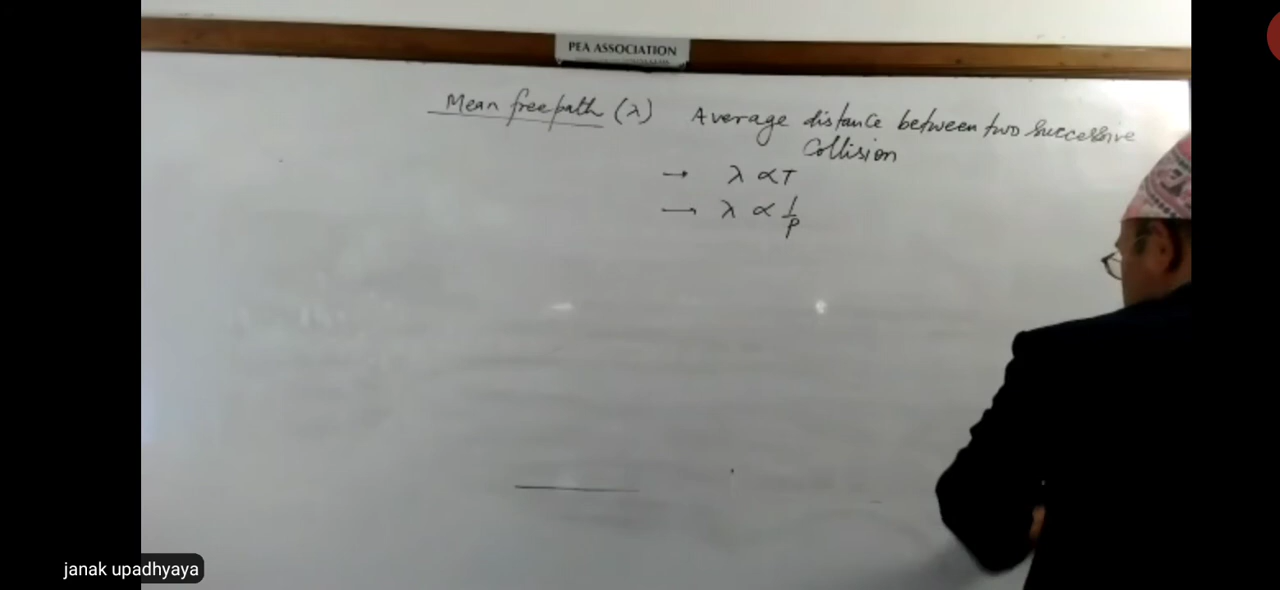 PEA ASSOCIATION
Mean free path (λ) Average distance between two successive
Collision
→ λ ∝ T
→ λ ∝ 1/P
janak upadhyaya